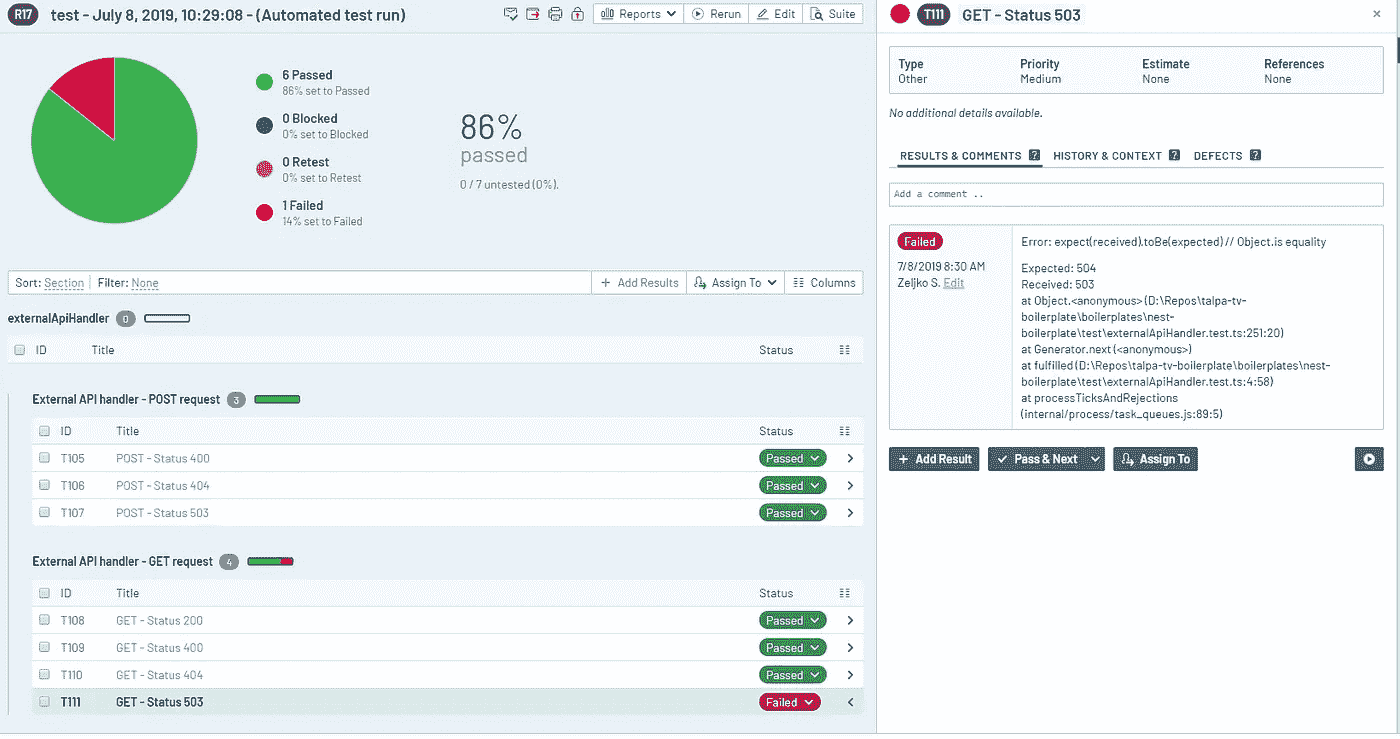 R17 test - July 8, 2019, 10:29:08 - (Automated test run)
Reports Rerun Edit Suite
6 Passed
86% set to Passed
0 Blocked
0% set to Blocked
0 Retest
0% set to Retest
1 Failed
14% set to Failed
86%
passed
0 / 7 untested (0%).
Sort: Section Filter: None
+ Add Results Assign To Columns
externalApiHandler 0
ID Title Status
External API handler - POST request 3
ID Title Status
T105 POST - Status 400 Passed
T106 POST - Status 404 Passed
T107 POST - Status 503 Passed
External API handler - GET request 4
ID Title Status
T108 GET - Status 200 Passed
T109 GET - Status 400 Passed
T110 GET - Status 404 Passed
T111 GET - Status 503 Failed
T111 GET - Status 503 ×
Type Priority Estimate References
Other Medium None None
No additional details available.
RESULTS & COMMENTS ? HISTORY & CONTEXT ? DEFECTS ?
Add a comment ..
Failed
7/8/2019 8:30 AM
Zeljko S. Edit
Error: expect(received).toBe(expected) // Object.is equality
Expected: 504
Received: 503
at Object.<anonymous> (D:\Repos\talpa-tv-
boilerplate\boilerplates\nest-
boilerplate\test\externalApiHandler.test.ts:251:20)
at Generator.next (<anonymous>)
at fulfilled (D:\Repos\talpa-tv-boilerplate\boilerplates\nest-
boilerplate\test\externalApiHandler.test.ts:4:58)
at processTicksAndRejections
(internal/process/task_queues.js:89:5)
+ Add Result Pass & Next Assign To